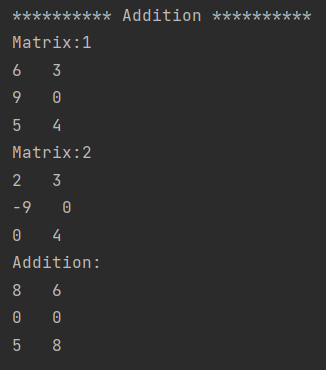 ********** Addition **********
Matrix:1
6   3
9   0
5   4
Matrix:2
2   3
-9   0
0   4
Addition:
8   6
0   0
5   8